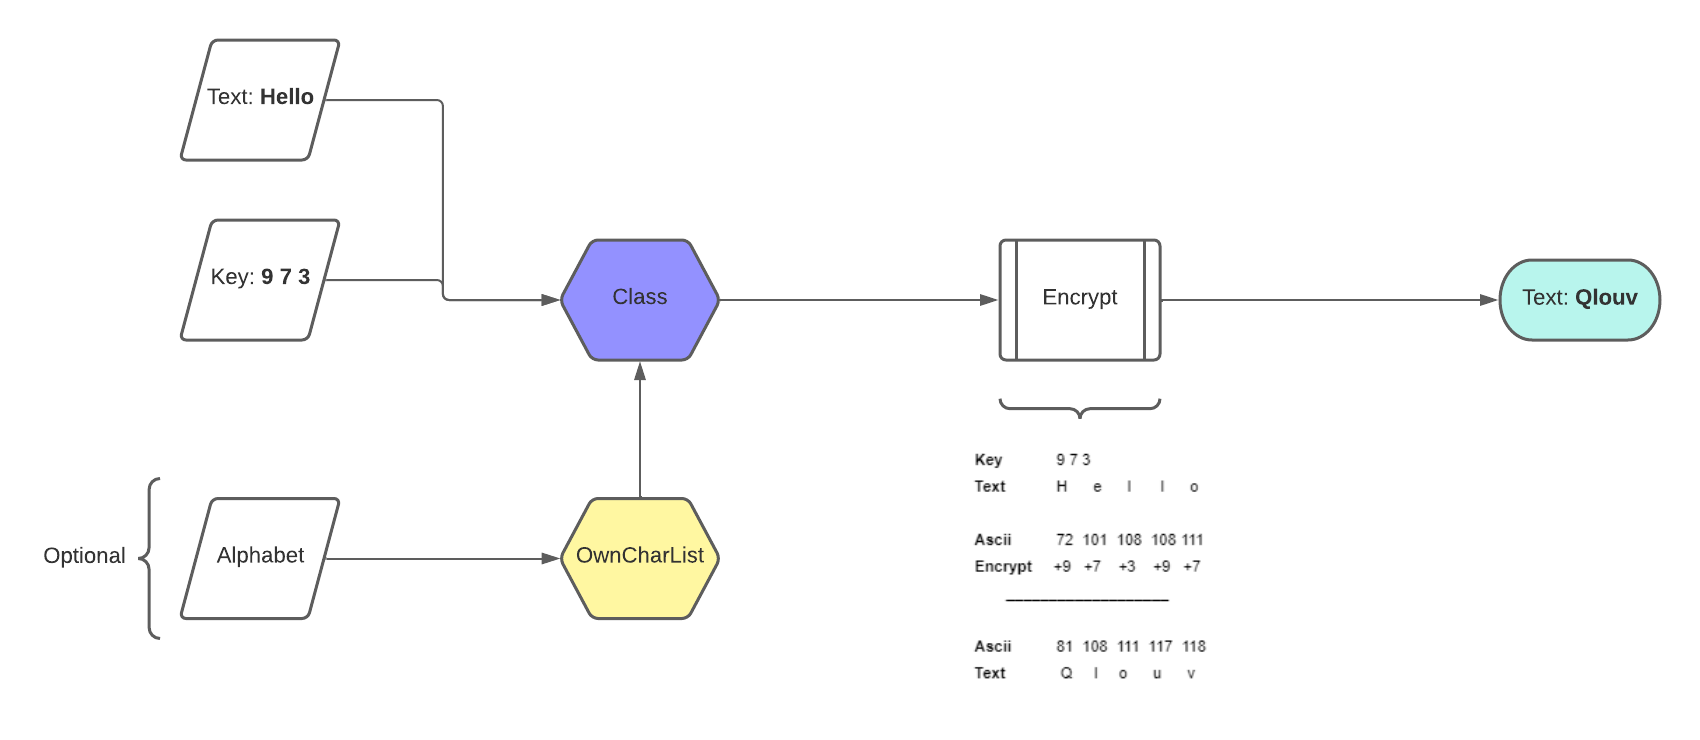 Text: Hello
Key: 9 7 3
Class
Encrypt
Text: Qlouv
Optional
Alphabet
OwnCharList
Key 9 7 3
Text H e l l o
Ascii 72 101 108 108 111
Encrypt +9 +7 +3 +9 +7
Ascii 81 108 111 117 118
Text Q l o u v